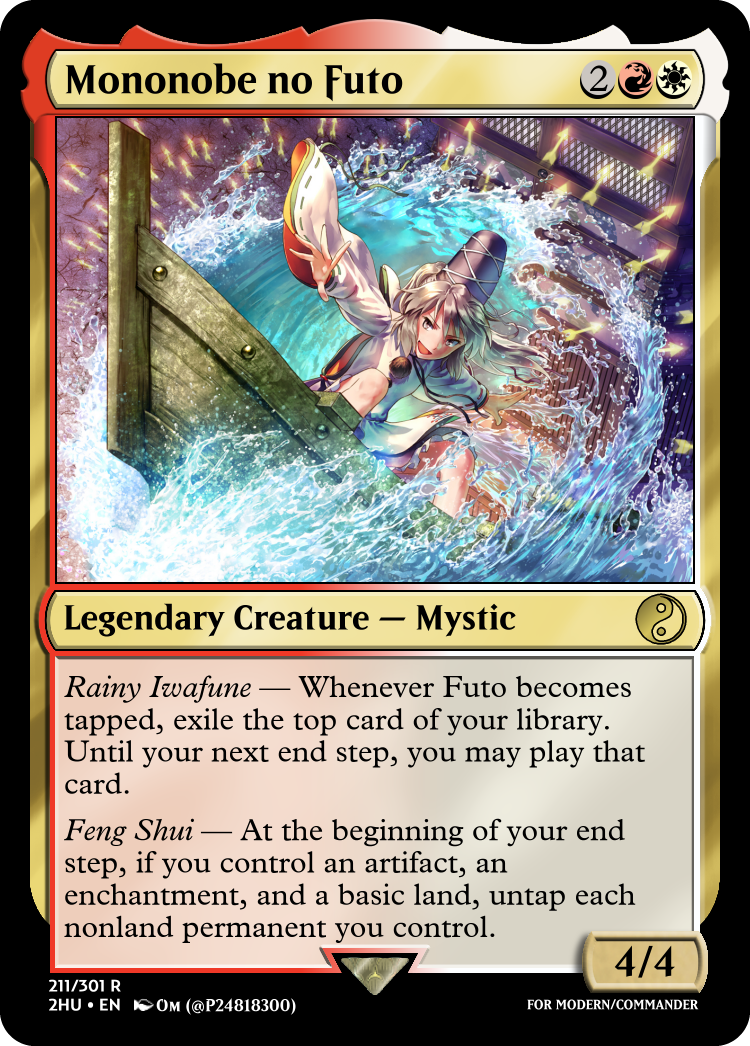 Mononobe no Futo 2
Legendary Creature — Mystic
Rainy Iwafune — Whenever Futo becomes
tapped, exile the top card of your library.
Until your next end step, you may play that
card.
Feng Shui — At the beginning of your end
step, if you control an artifact, an
enchantment, and a basic land, untap each
nonland permanent you control.
4/4
211/301 R
2HU • EN Om (@P24818300)
FOR MODERN/COMMANDER